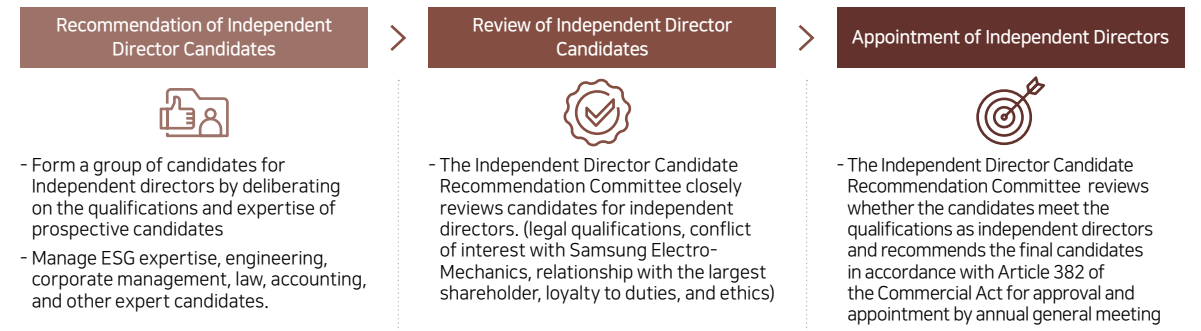 Recommendation of Independent
Director Candidates
- Form a group of candidates for
Independent directors by deliberating
on the qualifications and expertise of
prospective candidates
- Manage ESG expertise, engineering,
corporate management, law, accounting,
and other expert candidates.
Review of Independent Director
Candidates
- The Independent Director Candidate
Recommendation Committee closely
reviews candidates for independent
directors. (legal qualifications, conflict
of interest with Samsung Electro-
Mechanics, relationship with the largest
shareholder, loyalty to duties, and ethics)
Appointment of Independent Directors
- The Independent Director Candidate
Recommendation Committee reviews
whether the candidates meet the
qualifications as independent directors
and recommends the final candidates
in accordance with Article 382 of
the Commercial Act for approval and
appointment by annual general meeting